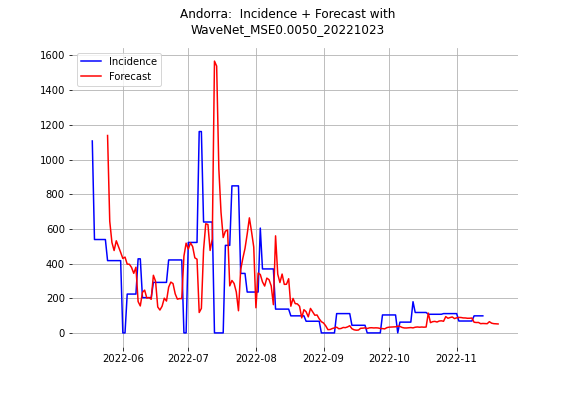 Andorra:  Incidence + Forecast with
WaveNet_MSE0.0050_20221023
Incidence
Forecast
1600
1400
1200
1000
800
600
400
200
0
2022-06 2022-07 2022-08 2022-09 2022-10 2022-11